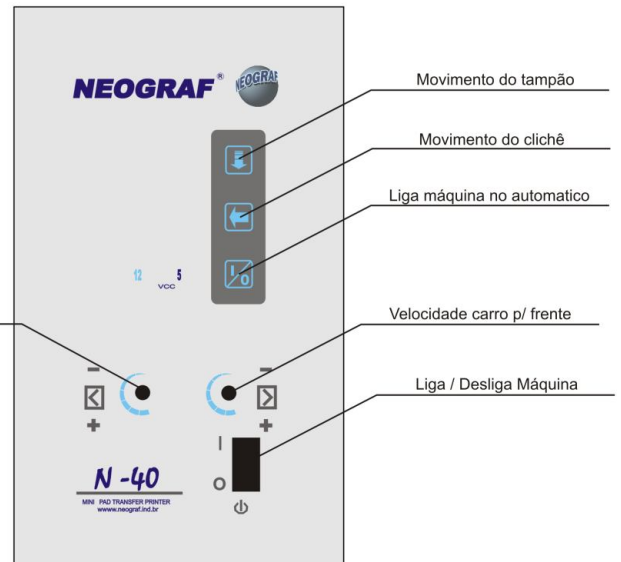 NEOGRAF®
NEOGRAF
Movimento do tampão
Movimento do clichê
Liga máquina no automatico
I/0
12 5
vcc
Velocidade carro p/ frente
Liga / Desliga Máquina
- -
< >
+ +
I
O
N -40
MINI PAD TRANSFER PRINTER
wwww.neograf.ind.br